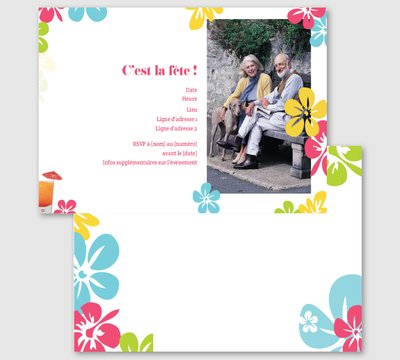 C'est la fête !
Date
Heure
Lieu
Ligne d'adresse 1
Ligne d'adresse 2
RSVP à [nom] au [numéro]
avant le [date]
Infos supplémentaires sur l'événement